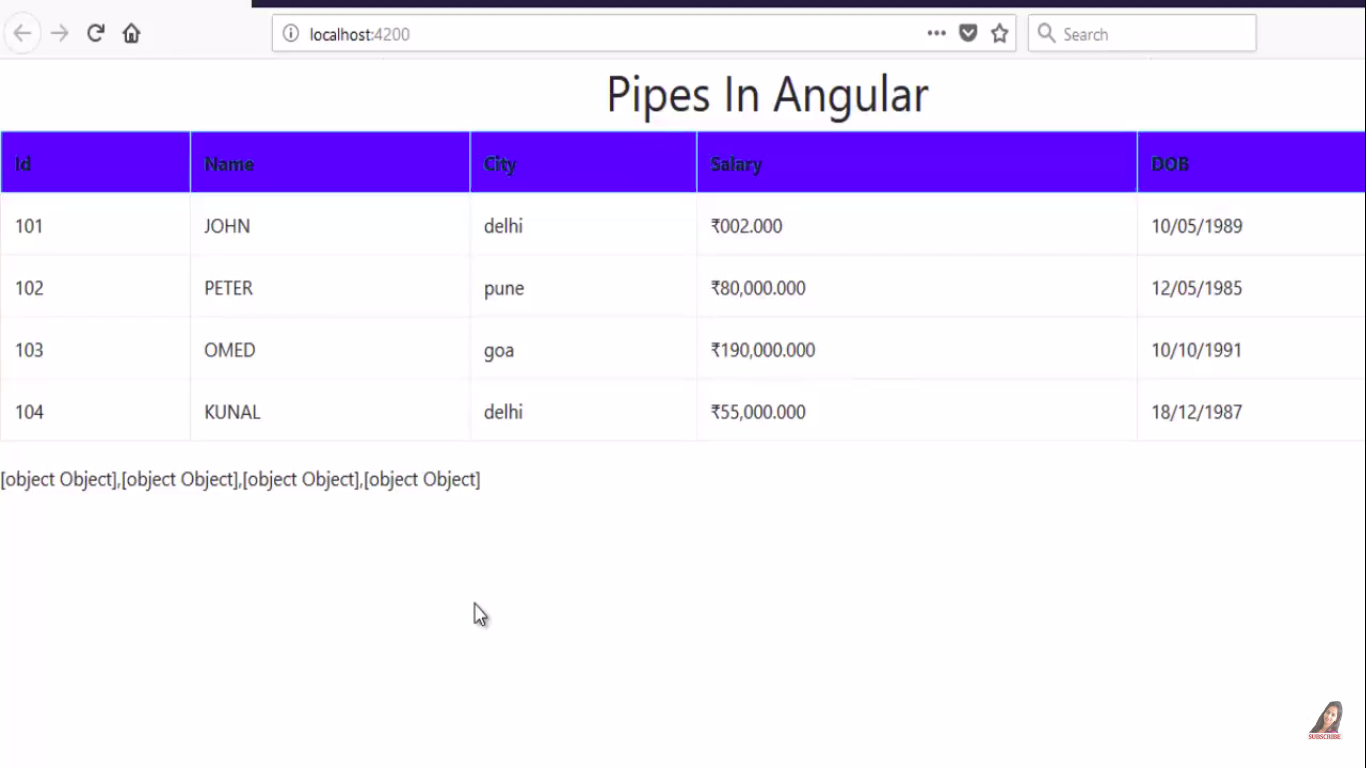 localhost:4200
Search
Pipes In Angular
Id Name City Salary DOB
101 JOHN delhi ₹002.000 10/05/1989
102 PETER pune ₹80,000.000 12/05/1985
103 OMED goa ₹190,000.000 10/10/1991
104 KUNAL delhi ₹55,000.000 18/12/1987
[object Object],[object Object],[object Object],[object Object]
SUBSCRIBE